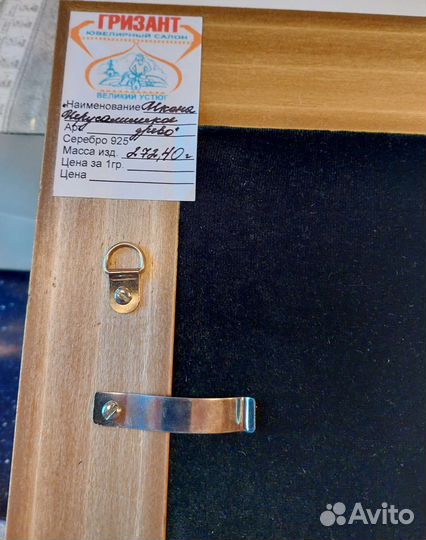 ГРИЗАНТ
ЮВЕЛИРНЫЙ САЛОН
ВЕЛИКИЙ УСТЮГ
Наименование Икона
Иерусалимское
Арт. древо"
Серебро 925°
Масса изд. 272,40 г
Цена за 1гр.
Цена
Avito